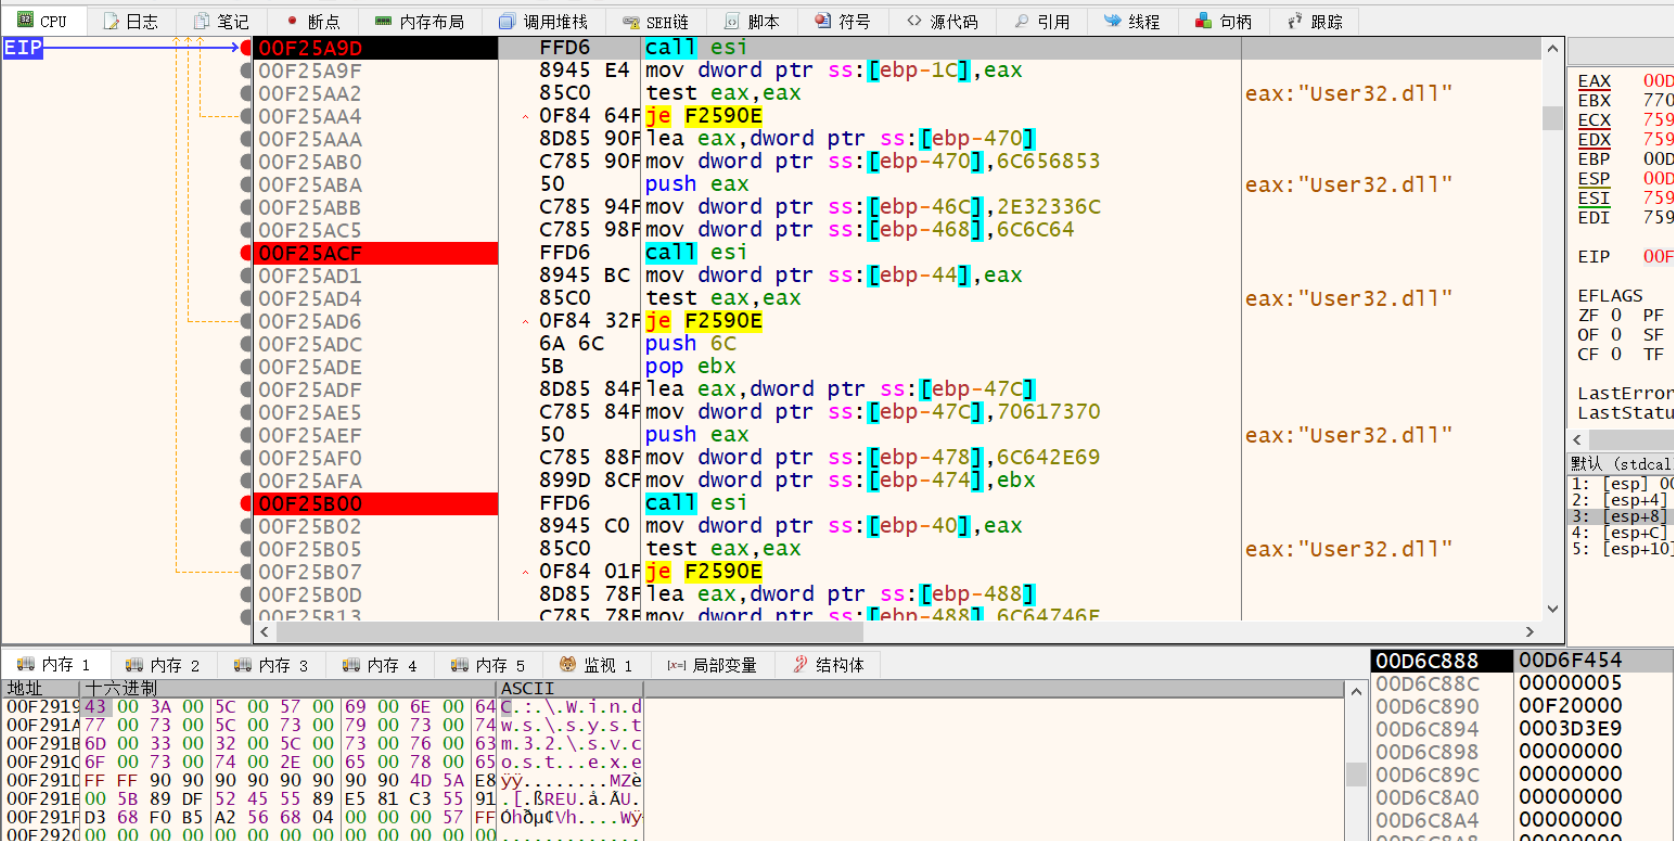 CPU 日志 笔记 断点 内存布局 调用堆栈 SEH链 脚本 符号 源代码 引用 线程 句柄 跟踪
EIP 00F25A9D FFD6 call esi
00F25A9F 8945 E4 mov dword ptr ss:[ebp-1C],eax
00F25AA2 85C0 test eax,eax eax:"User32.dll"
00F25AA4 0F84 64F je F2590E
00F25AAA 8D85 90F lea eax,dword ptr ss:[ebp-470]
00F25AB0 C785 90F mov dword ptr ss:[ebp-470],6C656853
00F25ABA 50 push eax eax:"User32.dll"
00F25ABB C785 94F mov dword ptr ss:[ebp-46C],2E32336C
00F25AC5 C785 98F mov dword ptr ss:[ebp-468],6C6C64
00F25ACF FFD6 call esi
00F25AD1 8945 BC mov dword ptr ss:[ebp-44],eax
00F25AD4 85C0 test eax,eax eax:"User32.dll"
00F25AD6 0F84 32F je F2590E
00F25ADC 6A 6C push 6C
00F25ADE 5B pop ebx
00F25ADF 8D85 84F lea eax,dword ptr ss:[ebp-47C]
00F25AE5 C785 84F mov dword ptr ss:[ebp-47C],70617370
00F25AEF 50 push eax eax:"User32.dll"
00F25AF0 C785 88F mov dword ptr ss:[ebp-478],6C642E69
00F25AFA 899D 8CF mov dword ptr ss:[ebp-474],ebx
00F25B00 FFD6 call esi
00F25B02 8945 C0 mov dword ptr ss:[ebp-40],eax
00F25B05 85C0 test eax,eax eax:"User32.dll"
00F25B07 0F84 01F je F2590E
00F25B0D 8D85 78F lea eax,dword ptr ss:[ebp-488]
00F25B13 C785 78F mov dword ptr ss:[ebp-488],6C64746E
EAX 00D
EBX 770
ECX 759
EDX 759
EBP 00D
ESP 00D
ESI 759
EDI 759
EIP 00F
EFLAGS
ZF 0 PF
OF 0 SF
CF 0 TF
LastError
LastStatu
默认 (stdcal
1: [esp] 00
2: [esp+4]
3: [esp+8]
4: [esp+C]
5: [esp+10]
内存 1 内存 2 内存 3 内存 4 内存 5 监视 1 [x=] 局部变量 结构体
地址 十六进制 ASCII
00F2919 43 00 3A 00 5C 00 57 00 69 00 6E 00 64 C.:.\.W.i.n.d
00F291A 77 00 73 00 5C 00 73 00 79 00 73 00 74 w.s.\.s.y.s.t
00F291B 6D 00 33 00 32 00 5C 00 73 00 76 00 63 m.3.2.\.s.v.c
00F291C 6F 00 73 00 74 00 2E 00 65 00 78 00 65 o.s.t...e.x.e
00F291D FF FF 90 90 90 90 90 90 90 90 4D 5A E8 ÿÿ........MZè
00F291E 00 5B 89 DF 52 45 55 89 E5 81 C3 55 91 .[.ßREU.å.ÃU.
00F291F D3 68 F0 B5 A2 56 68 04 00 00 00 57 FF Óhðµ¢Vh....Wÿ
00F2920 00 00 00 00 00 00 00 00 00 00 00 00 00 .............
00D6C888 00D6F454
00D6C88C 00000005
00D6C890 00F20000
00D6C894 0003D3E9
00D6C898 00000000
00D6C89C 00000000
00D6C8A0 00000000
00D6C8A4 00000000
00D6C8A8 00000000